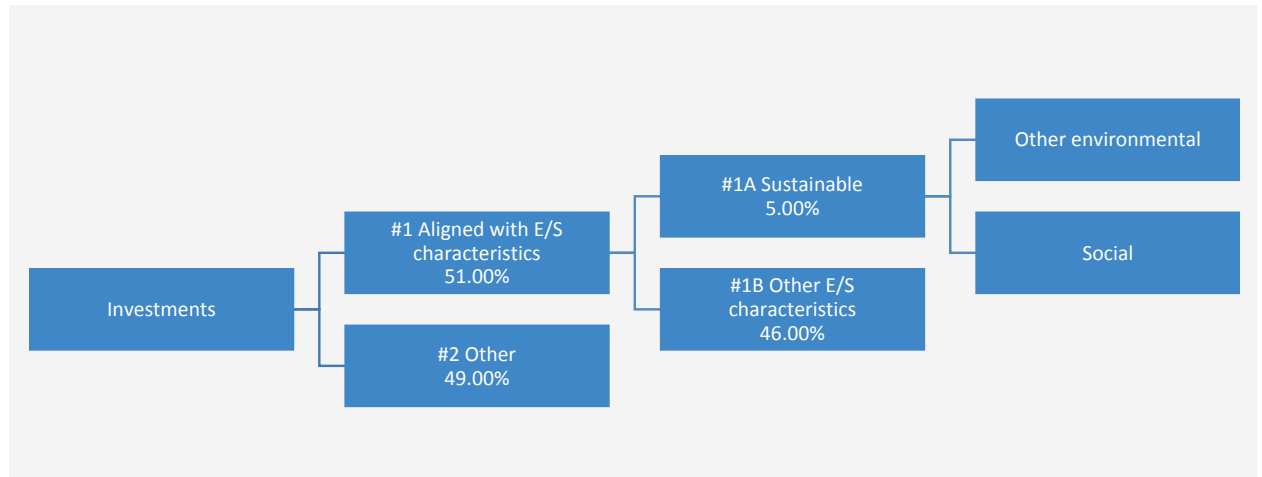 Investments
#1 Aligned with E/S
characteristics
51.00%
#2 Other
49.00%
#1A Sustainable
5.00%
#1B Other E/S
characteristics
46.00%
Other environmental
Social